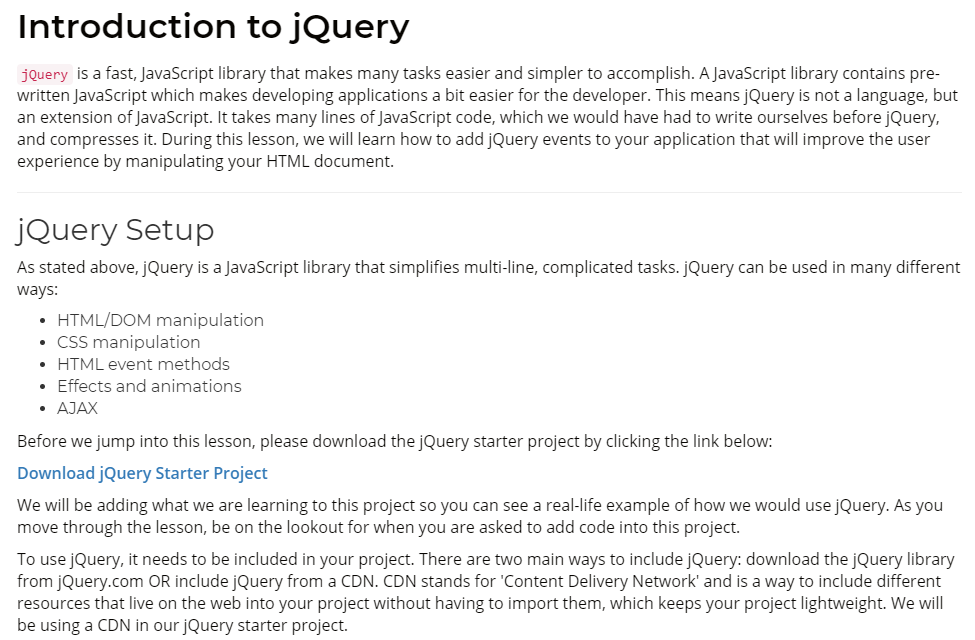 Introduction to jQuery
jQuery is a fast, JavaScript library that makes many tasks easier and simpler to accomplish. A JavaScript library contains pre-
written JavaScript which makes developing applications a bit easier for the developer. This means jQuery is not a language, but
an extension of JavaScript. It takes many lines of JavaScript code, which we would have had to write ourselves before jQuery,
and compresses it. During this lesson, we will learn how to add jQuery events to your application that will improve the user
experience by manipulating your HTML document.
jQuery Setup
As stated above, jQuery is a JavaScript library that simplifies multi-line, complicated tasks. jQuery can be used in many different
ways:
• HTML/DOM manipulation
• CSS manipulation
• HTML event methods
• Effects and animations
• AJAX
Before we jump into this lesson, please download the jQuery starter project by clicking the link below:
Download jQuery Starter Project
We will be adding what we are learning to this project so you can see a real-life example of how we would use jQuery. As you
move through the lesson, be on the lookout for when you are asked to add code into this project.
To use jQuery, it needs to be included in your project. There are two main ways to include jQuery: download the jQuery library
from jQuery.com OR include jQuery from a CDN. CDN stands for 'Content Delivery Network' and is a way to include different
resources that live on the web into your project without having to import them, which keeps your project lightweight. We will
be using a CDN in our jQuery starter project.